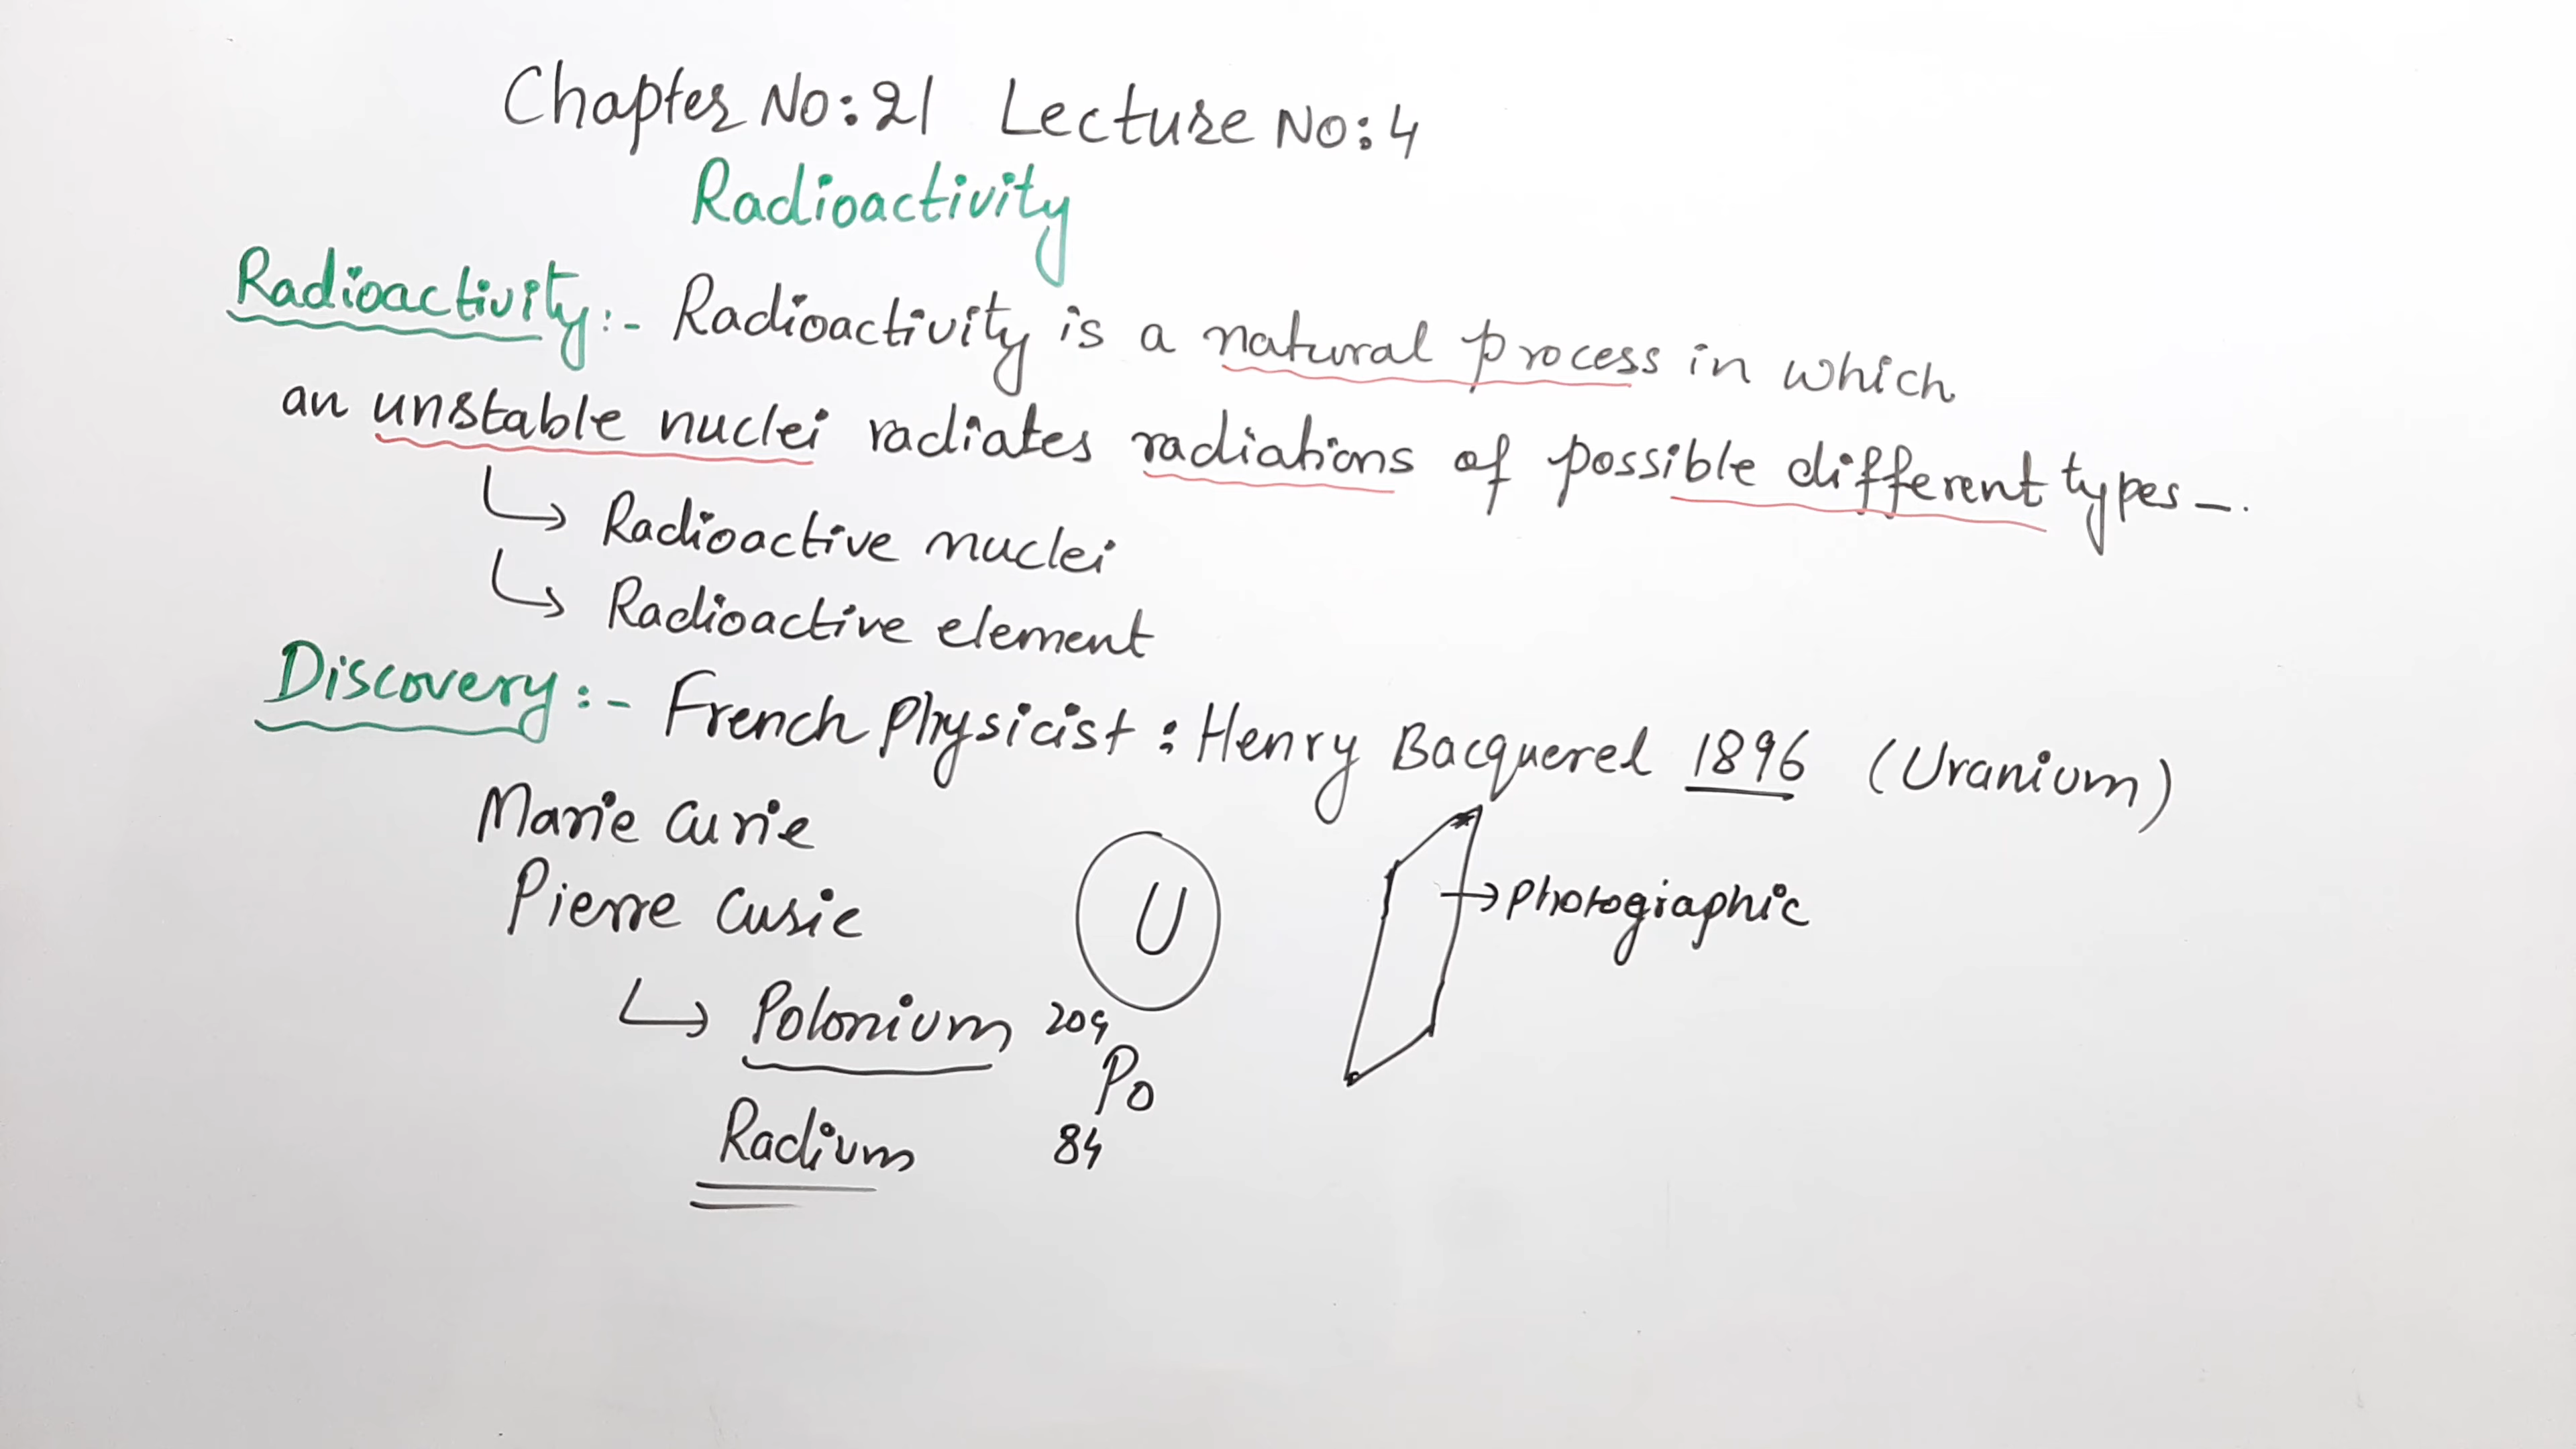 Chapter No:21 Lecture No:4
Radioactivity
Radioactivity:- Radioactivity is a natural process in which
an unstable nuclei radiates radiations of possible different types -.
↳ Radioactive nuclei
↳ Radioactive element
Discovery:- French Physicist : Henry Bacquerel 1896 (Uranium)
Marie Curie
Pierre Curie
U
→ Photographic
↳ Polonium 209
Po
84
Radium